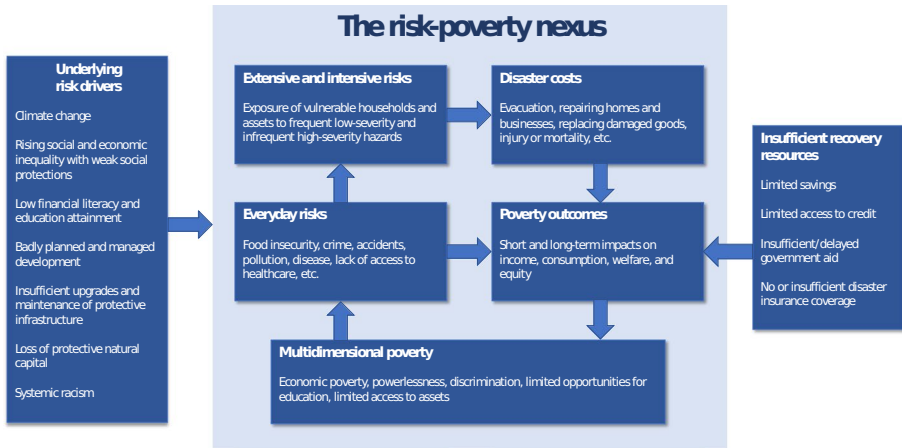 The risk-poverty nexus
Underlying
risk drivers
Climate change
Rising social and economic
inequality with weak social
protections
Low financial literacy and
education attainment
Badly planned and managed
development
Insufficient upgrades and
maintenance of protective
infrastructure
Loss of protective natural
capital
Systemic racism
Extensive and intensive risks
Exposure of vulnerable households and
assets to frequent low-severity and
infrequent high-severity hazards
Disaster costs
Evacuation, repairing homes and
businesses, replacing damaged goods,
injury or mortality, etc.
Everyday risks
Food insecurity, crime, accidents,
pollution, disease, lack of access to
healthcare, etc.
Poverty outcomes
Short and long-term impacts on
income, consumption, welfare, and
equity
Multidimensional poverty
Economic poverty, powerlessness, discrimination, limited opportunities for
education, limited access to assets
Insufficient recovery
resources
Limited savings
Limited access to credit
Insufficient/delayed
government aid
No or insufficient disaster
insurance coverage